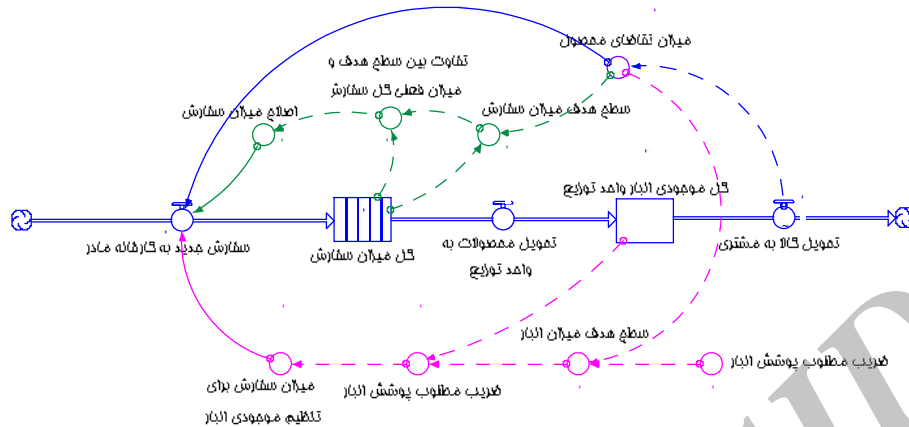 میزان تقاضای محصول
تفاوت بین سطح هدف و
میزان فعلی کل سفارش
سطح هدف میزان سفارش
اصلاح میزان سفارش
کل موجودی انبار واحد توزیع
سفارش جدید به کارخانه مادر
کل میزان سفارش
تحویل محصولات به
واحد توزیع
تحویل کالا به مشتری
سطح هدف میزان انبار
ضریب مطلوب پوشش انبار
ضریب مطلوب پوشش انبار
میزان سفارش برای
تنظیم موجودی انبار